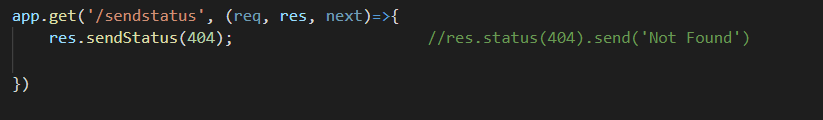 app.get('/sendstatus', (req, res, next)=>{
    res.sendStatus(404);                    //res.status(404).send('Not Found')
})